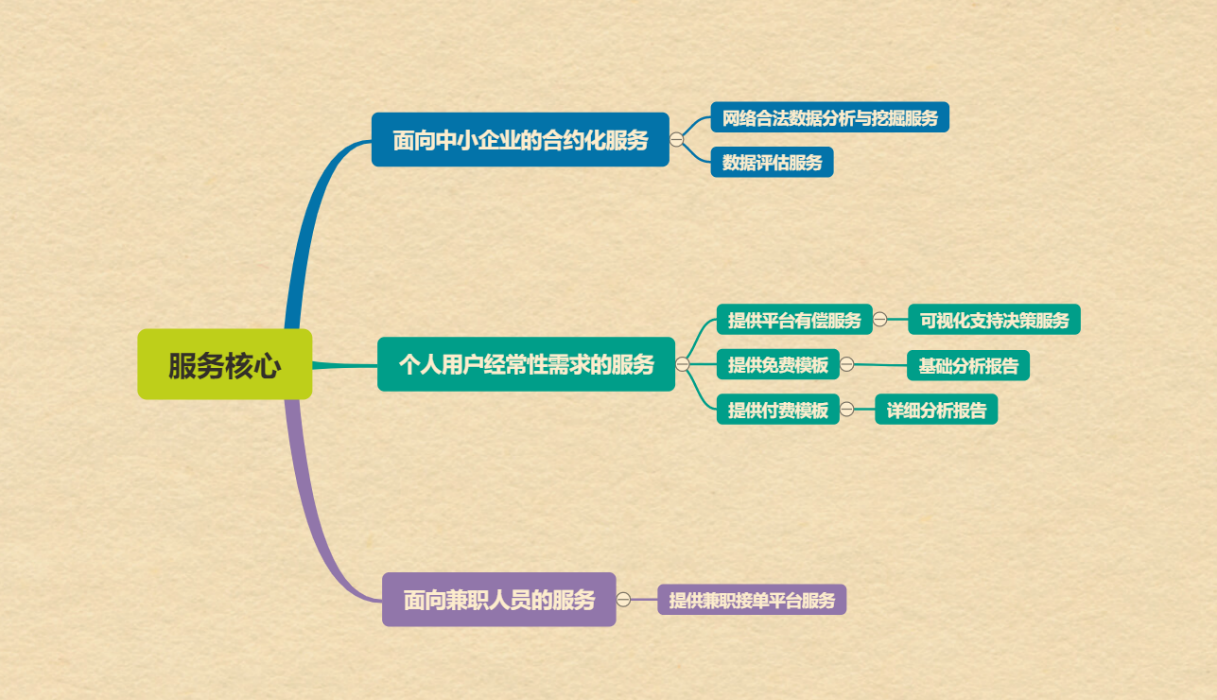 服务核心
面向中小企业的合约化服务
网络合法数据分析与挖掘服务
数据评估服务
个人用户经常性需求的服务
提供平台有偿服务
可视化支持决策服务
提供免费模板
基础分析报告
提供付费模板
详细分析报告
面向兼职人员的服务
提供兼职接单平台服务